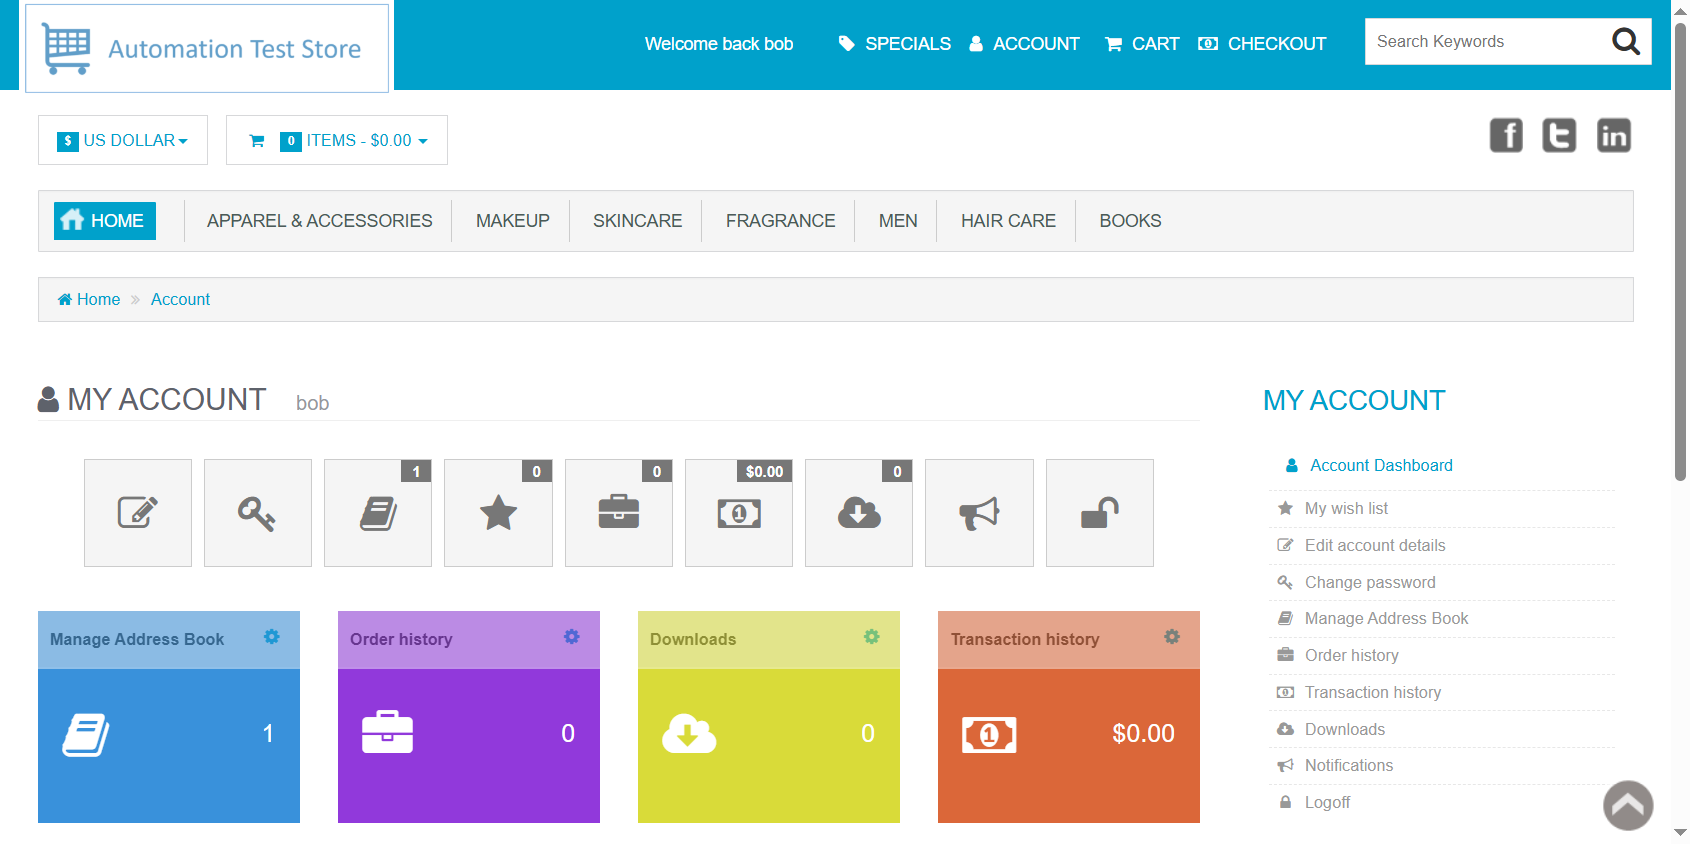 Automation Test Store
Welcome back bob
SPECIALS
ACCOUNT
CART
CHECKOUT
Search Keywords
$ US DOLLAR
0 ITEMS - $0.00
HOME
APPAREL & ACCESSORIES
MAKEUP
SKINCARE
FRAGRANCE
MEN
HAIR CARE
BOOKS
Home » Account
MY ACCOUNT bob
1
0
0
$0.00
0
Manage Address Book
1
Order history
0
Downloads
0
Transaction history
$0.00
MY ACCOUNT
Account Dashboard
My wish list
Edit account details
Change password
Manage Address Book
Order history
Transaction history
Downloads
Notifications
Logoff